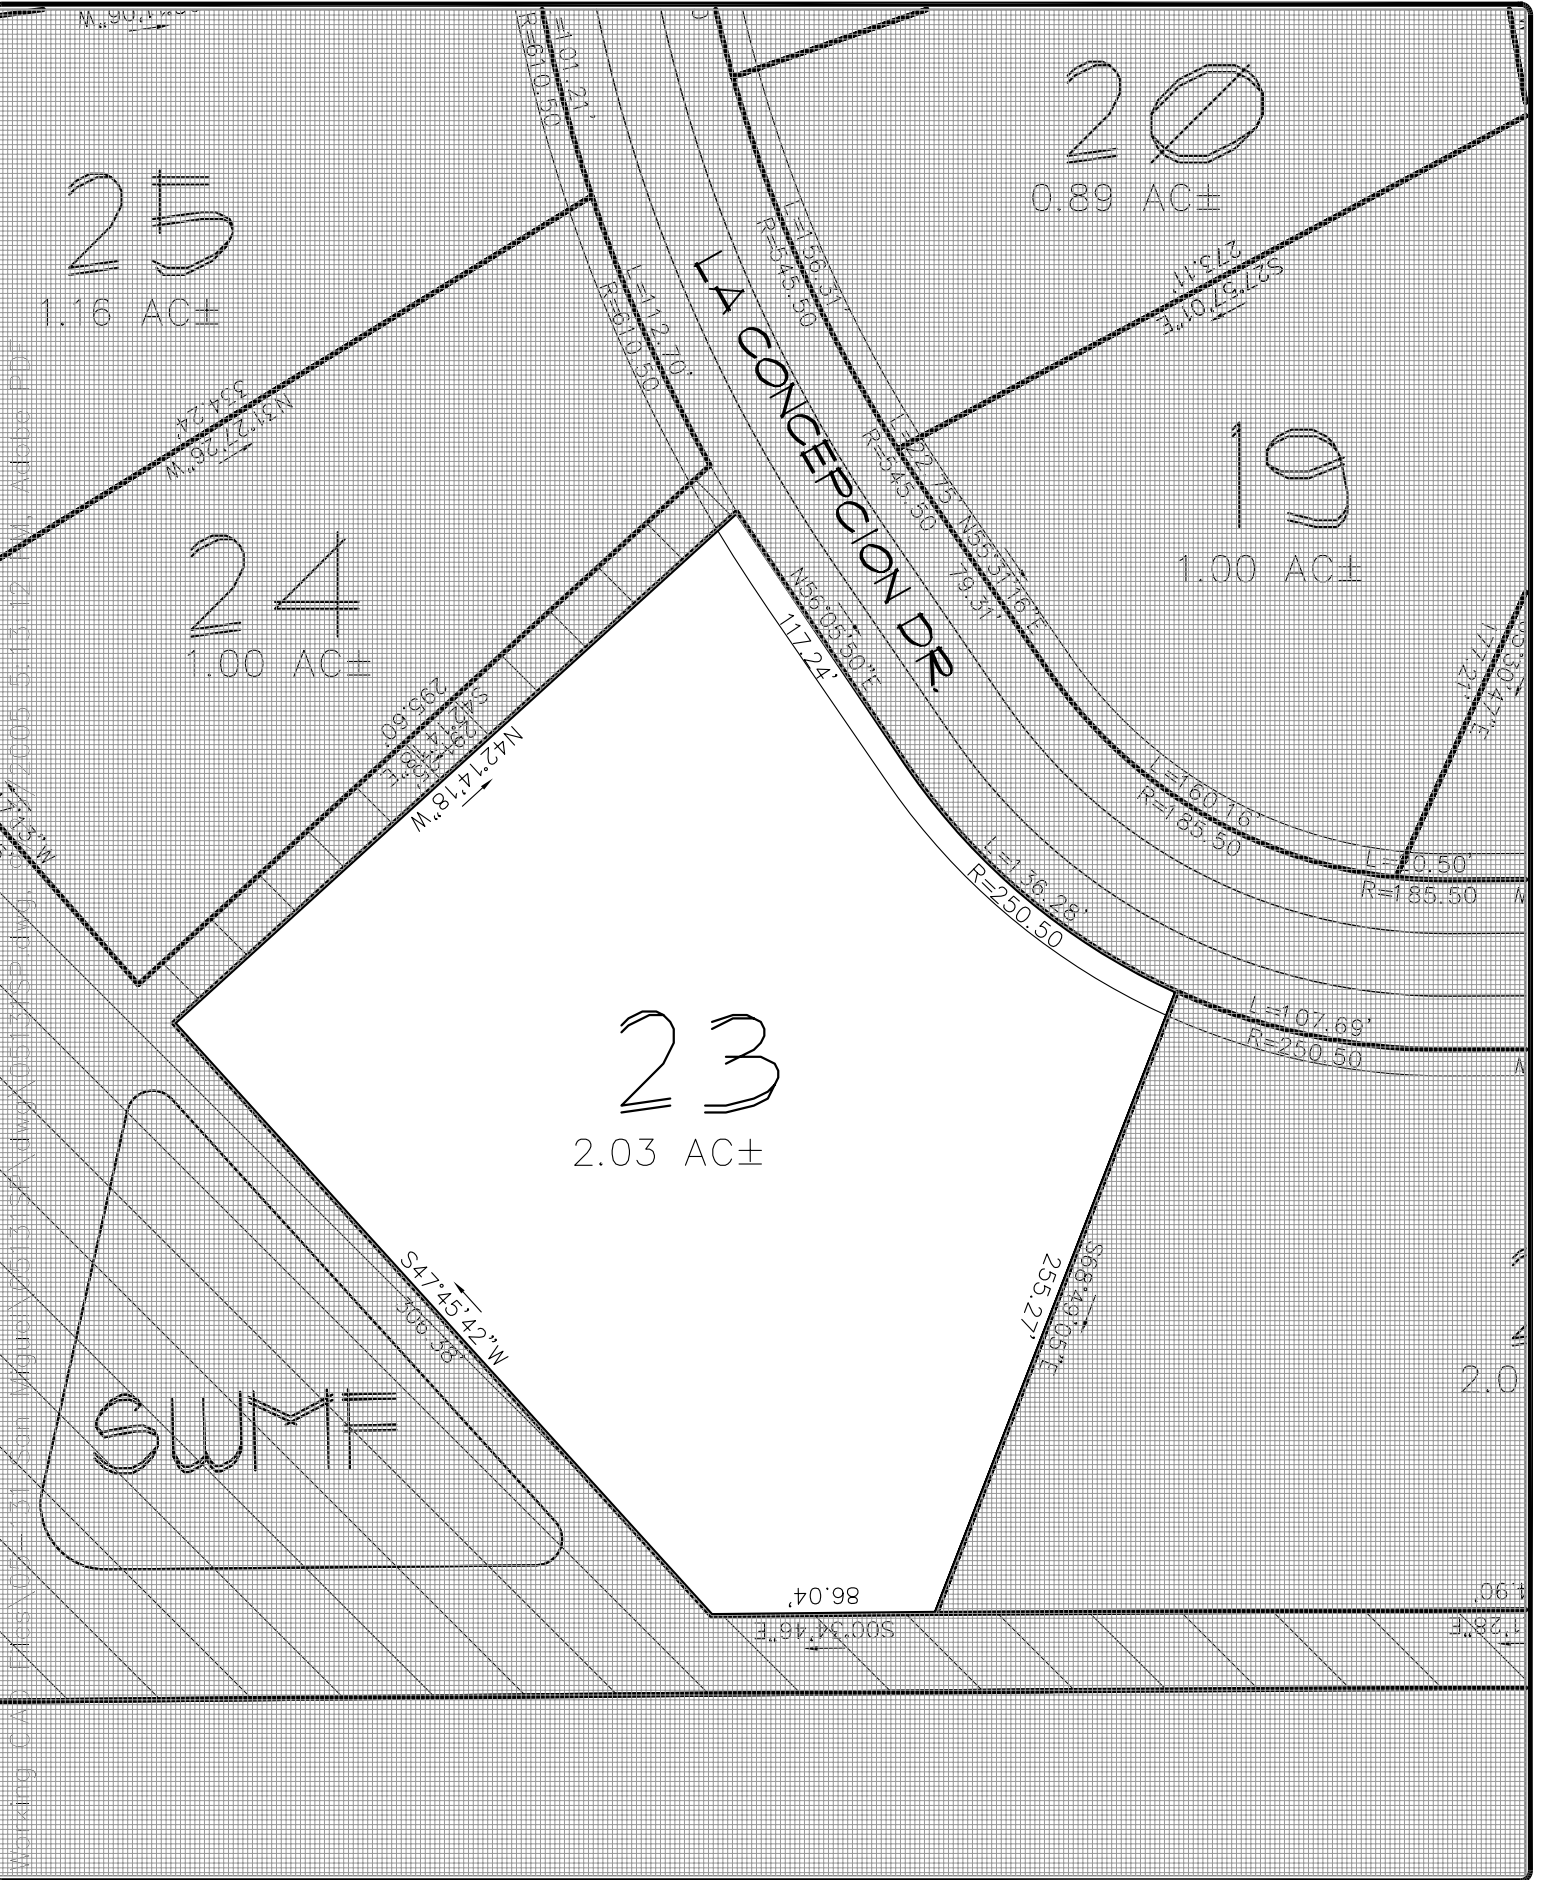 R=610.50
20
0.89 AC±
25
1.16 AC±
L=156.31'
R=545.50
S27°57'01"E
273.11'
L=112.70'
R=610.50
LA CONCEPCION DR.
N31°27'26"W
334.24'
R=545.50
19
1.00 AC±
N55°31'16"E
79.31'
24
1.00 AC±
N56°05'50"E
117.24'
295.60'
S42°14'18"E
N42°14'18"W
L=160.16'
R=185.50
R=185.50
L=136.28'
R=250.50
L=107.69'
R=250.50
23
2.03 AC±
S47°45'42"W
306.38'
S68°49'05"E
255.27'
SWMF
86.04'
S00°34'46"E